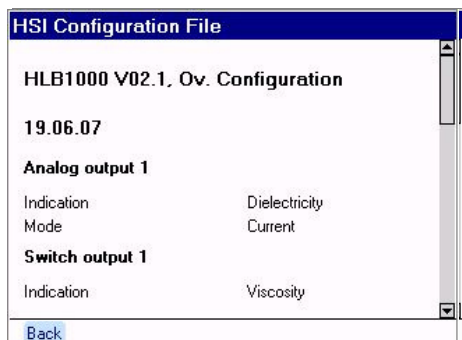 HSI Configuration File
HLB1000 V02.1, Ov. Configuration
19.06.07
Analog output 1
Indication Dielectricity
Mode Current
Switch output 1
Indication Viscosity
Back